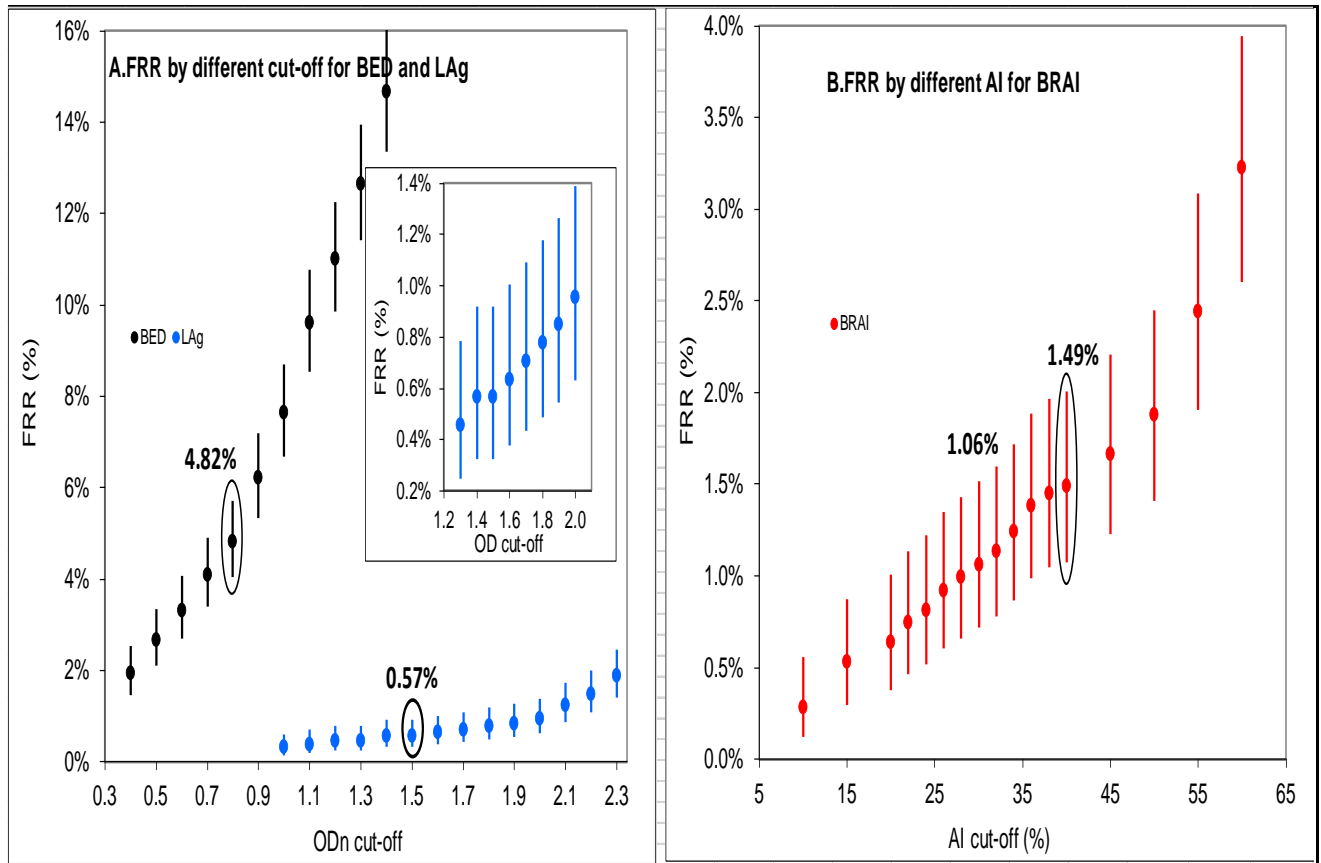 A.FRR by different cut-off for BED and LAg
16%
14%
12%
10%
8%
6%
4%
2%
0%
FRR (%)
BED LAg
4.82%
0.57%
0.3 0.5 0.7 0.9 1.1 1.3 1.5 1.7 1.9 2.1 2.3
ODn cut-off
1.4%
1.2%
1.0%
0.8%
0.6%
0.4%
0.2%
FRR (%)
1.2 1.4 1.6 1.8 2.0
OD cut-off
B.FRR by different AI for BRAI
4.0%
3.5%
3.0%
2.5%
2.0%
1.5%
1.0%
0.5%
0.0%
FRR (%)
BRAI
1.49%
1.06%
5 15 25 35 45 55 65
AI cut-off (%)